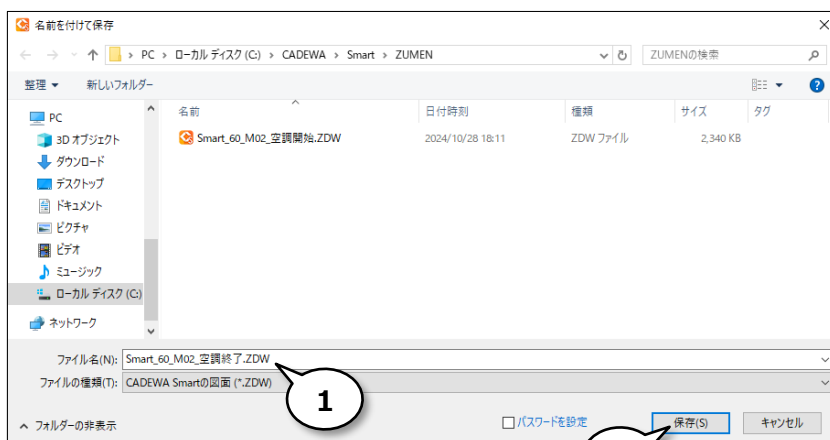 名前を付けて保存
PC › ローカル ディスク (C:) › CADEWA › Smart › ZUMEN
ZUMENの検索
整理 新しいフォルダー
名前 日付時刻 種類 サイズ タグ
Smart_60_M02_空調開始.ZDW 2024/10/28 18:11 ZDW ファイル 2,340 KB
PC
3D オブジェクト
ダウンロード
デスクトップ
ドキュメント
ピクチャ
ビデオ
ミュージック
ローカル ディスク (C:)
ネットワーク
ファイル名(N): Smart_60_M02_空調終了.ZDW
ファイルの種類(T): CADEWA Smartの図面 (*.ZDW)
1
フォルダーの非表示
パスワードを設定
保存(S)
キャンセル